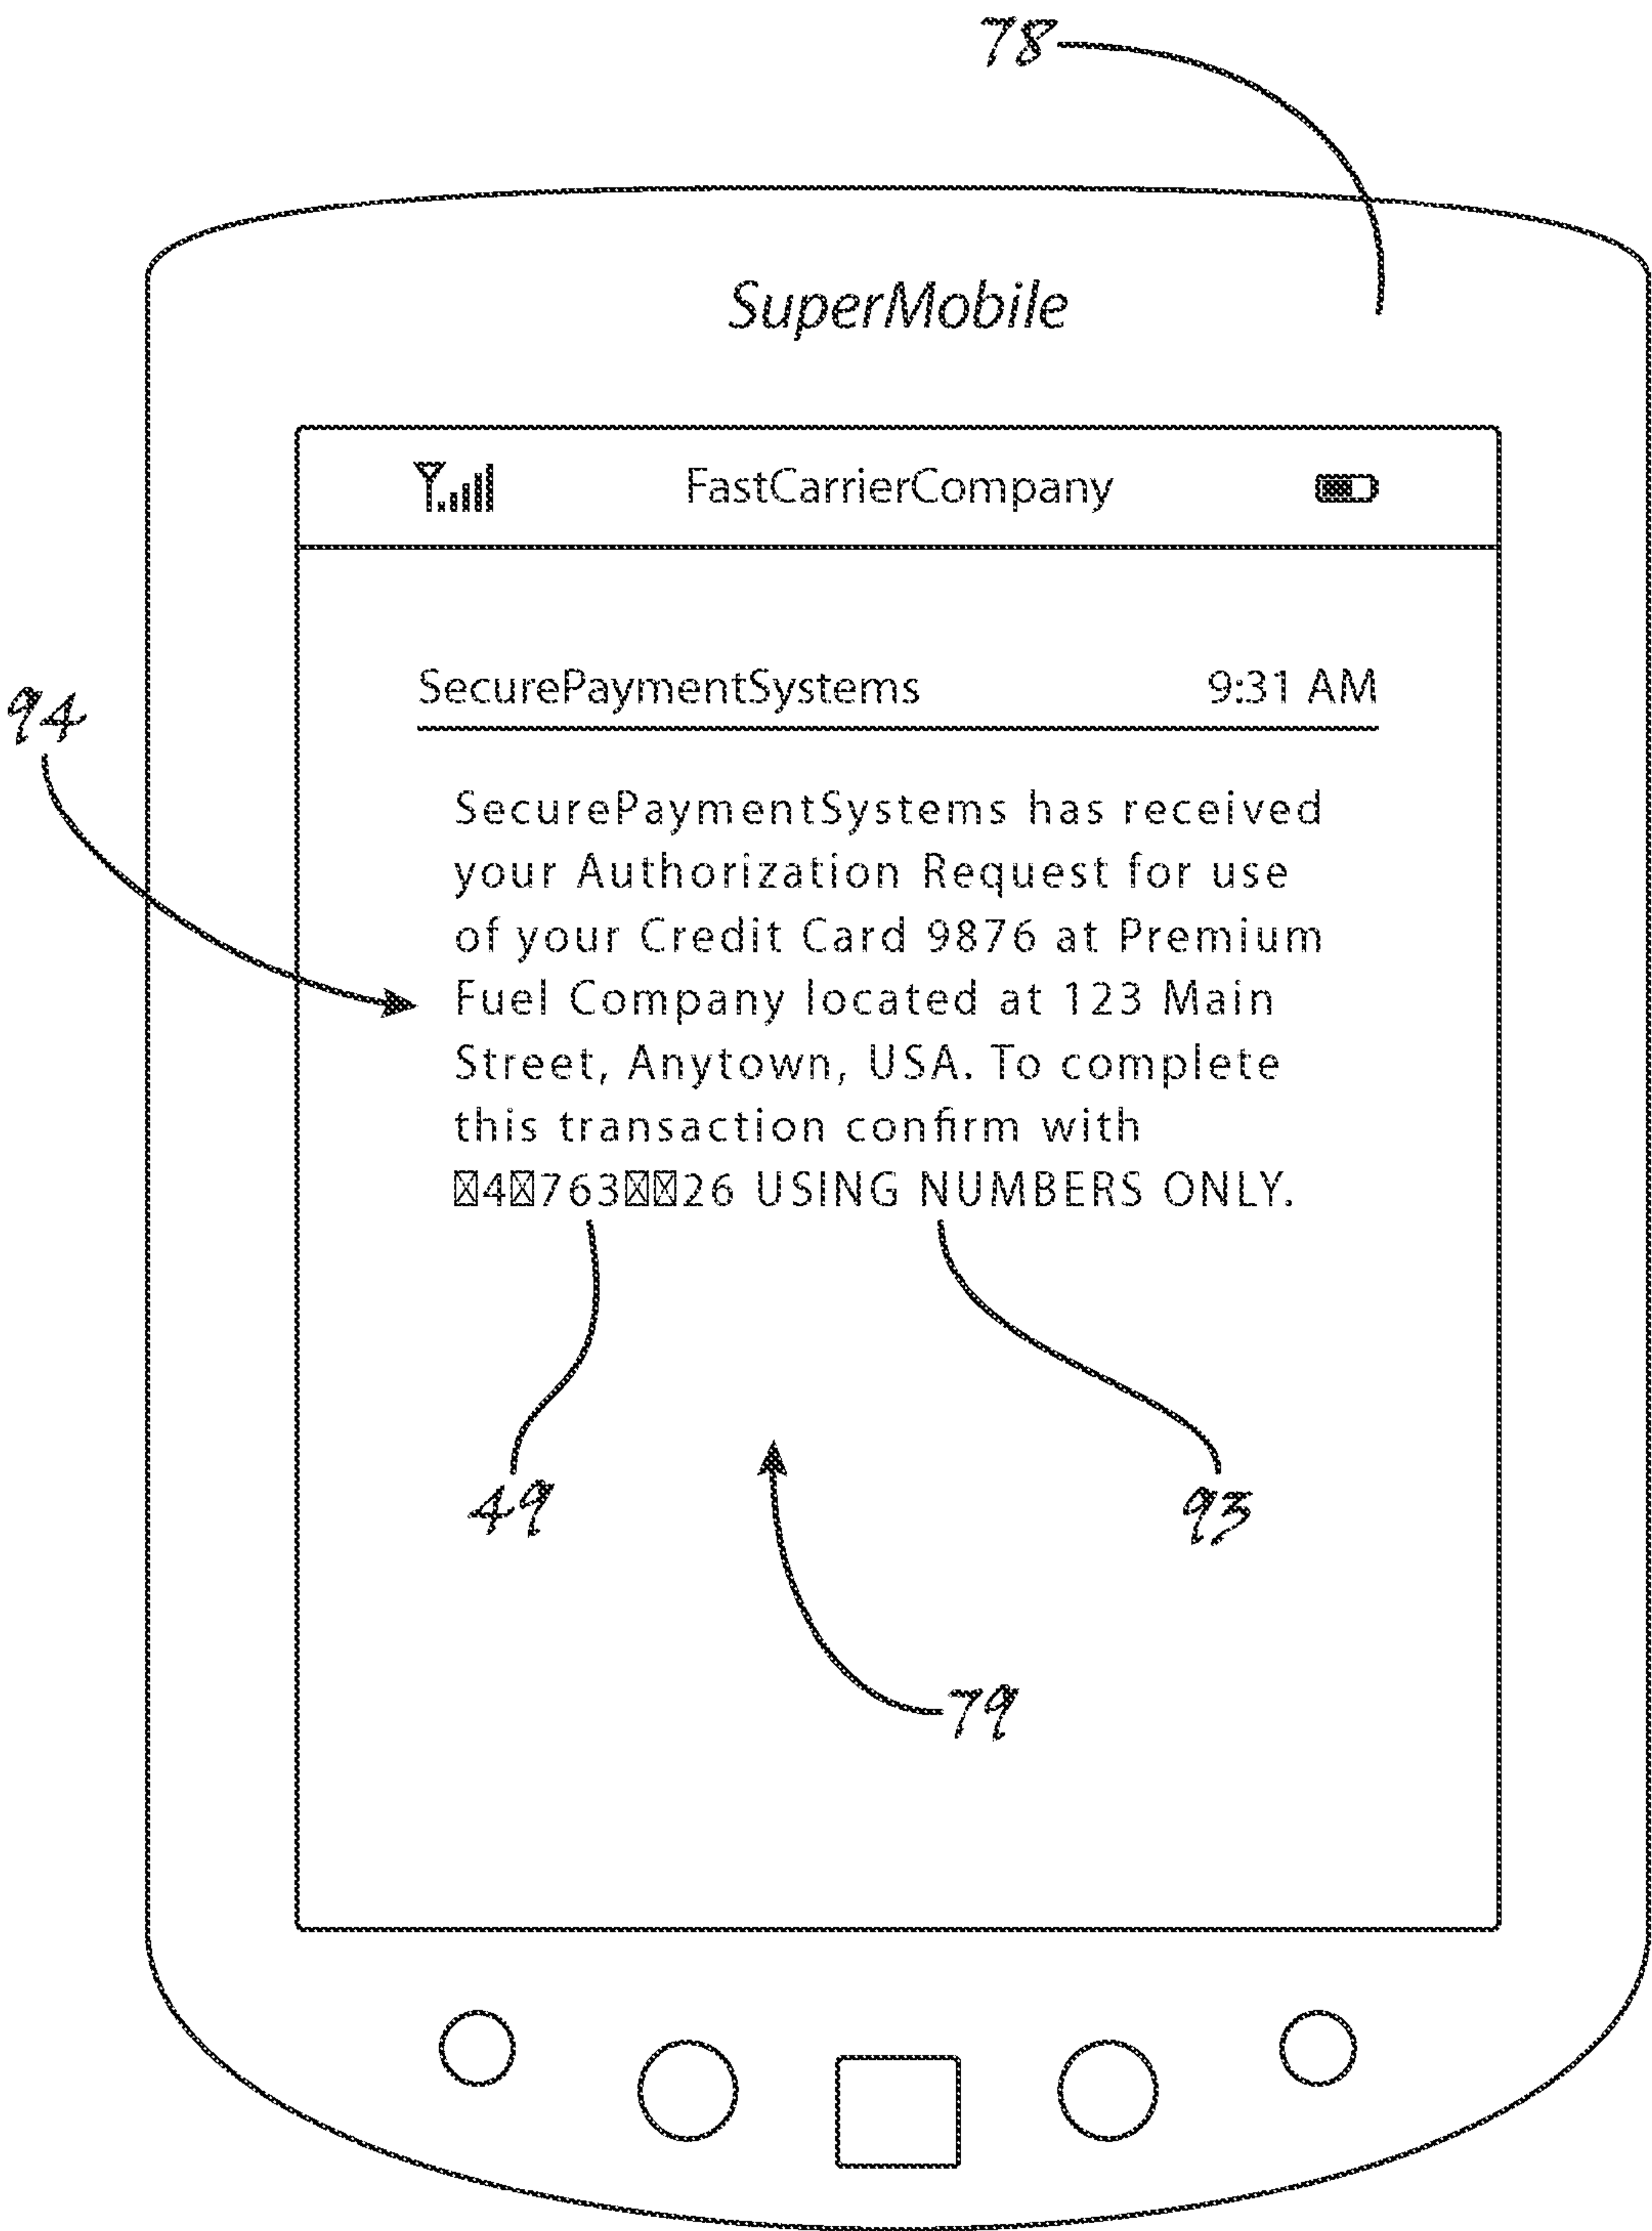 78
SuperMobile
FastCarrierCompany
SecurePaymentSystems 9:31 AM
94
SecurePaymentSystems has received
your Authorization Request for use
of your Credit Card 9876 at Premium
Fuel Company located at 123 Main
Street, Anytown, USA. To complete
this transaction confirm with
☒4☒763☒☒26 USING NUMBERS ONLY.
49
93
79